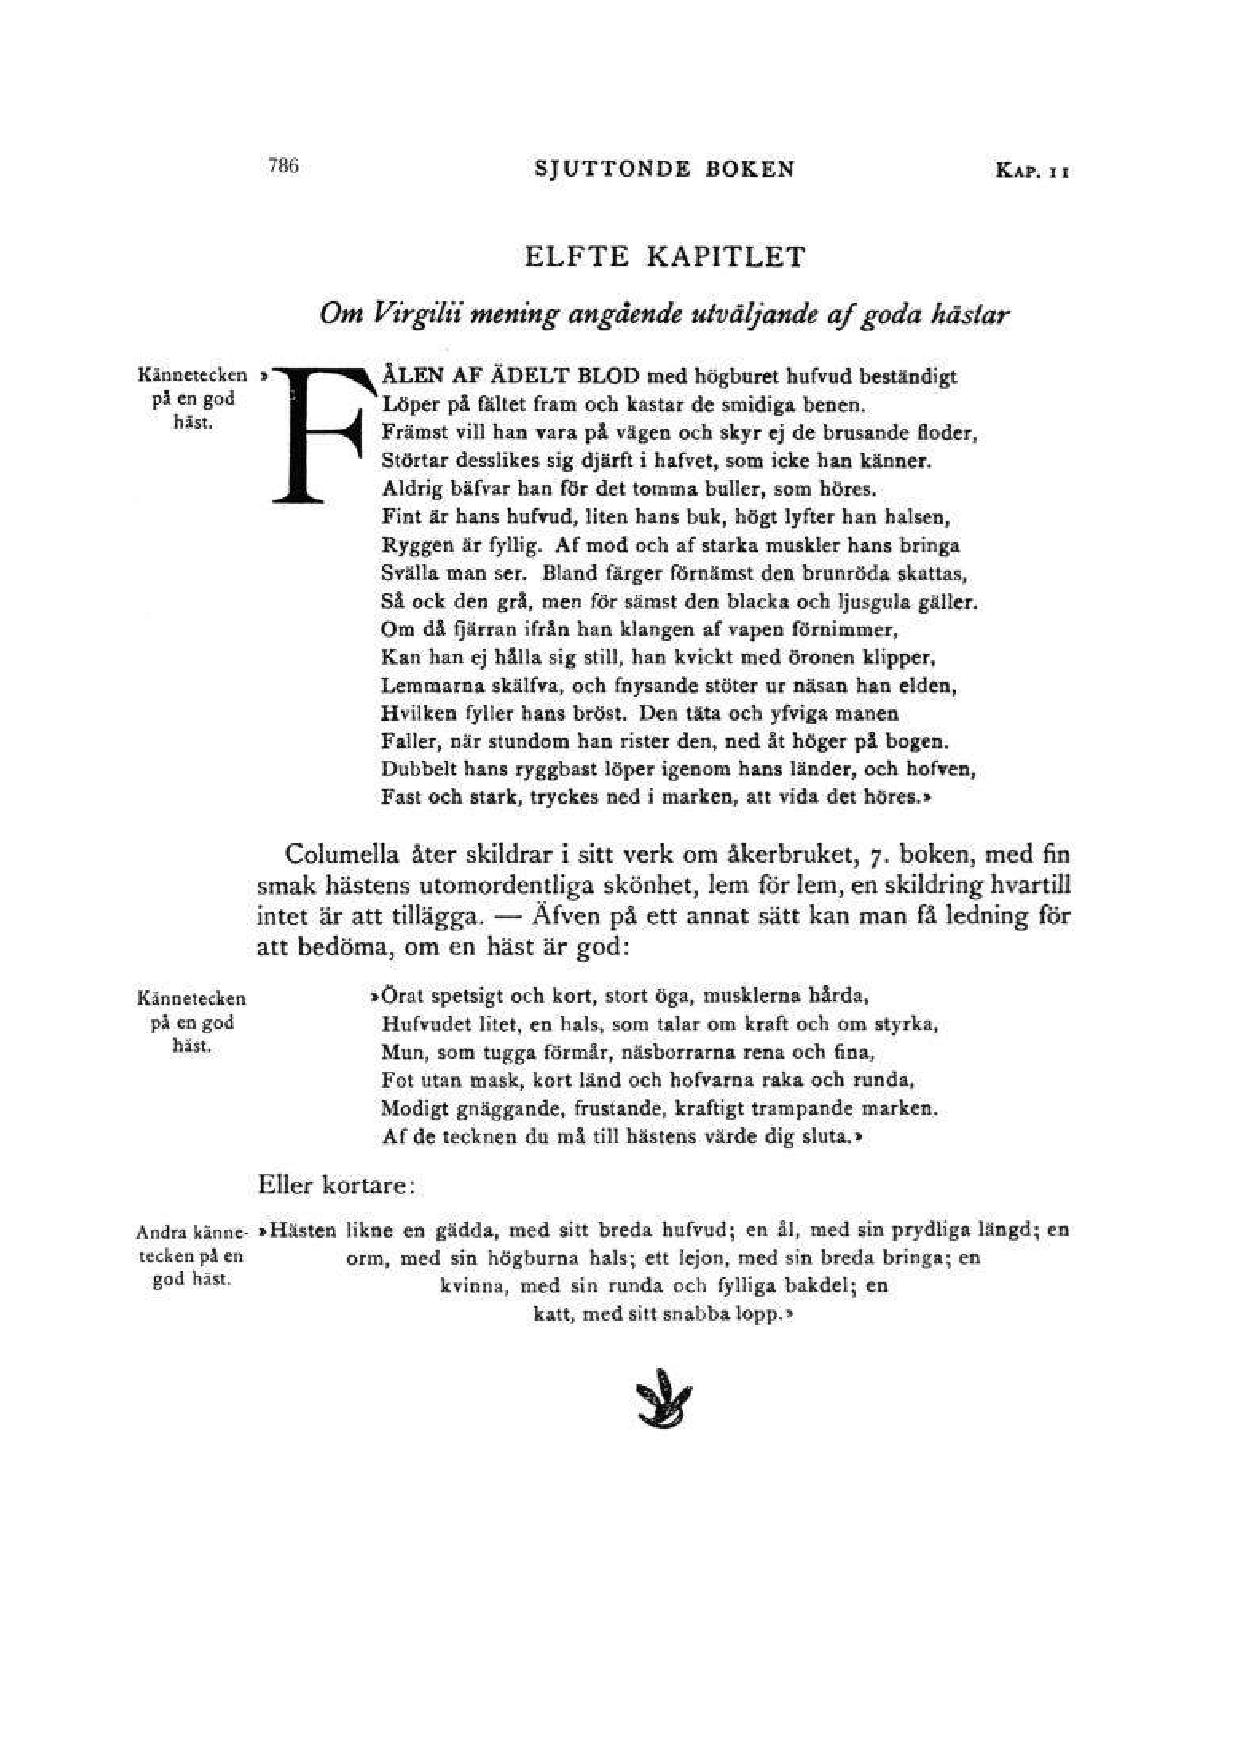 786 SJUTTONDE BOKEN KAP. 11
ELFTE KAPITLET
Om Virgilii mening angående utväljande af goda hästar
Kännetecken
på en god
häst.
»FÅLEN AF ÄDELT BLOD med högburet hufvud beständigt
Löper på fältet fram och kastar de smidiga benen.
Främst vill han vara på vägen och skyr ej de brusande floder,
Störtar desslikes sig djärft i hafvet, som icke han känner.
Aldrig bäfvar han för det tomma buller, som höres.
Fint är hans hufvud, liten hans buk, högt lyfter han halsen,
Ryggen är fyllig. Af mod och af starka muskler hans bringa
Svälla man ser. Bland färger förnämst den brunröda skattas,
Så ock den grå, men för sämst den blacka och ljusgula gäller.
Om då fjärran ifrån han klangen af vapen förnimmer,
Kan han ej hålla sig still, han kvickt med öronen klipper,
Lemmarna skälfva, och fnysande stöter ur näsan han elden,
Hvilken fyller hans bröst. Den täta och yfviga manen
Faller, när stundom han rister den, ned åt höger på bogen.
Dubbelt hans ryggbast löper igenom hans länder, och hofven,
Fast och stark, tryckes ned i marken, att vida det höres.»
Columella åter skildrar i sitt verk om åkerbruket, 7. boken, med fin
smak hästens utomordentliga skönhet, lem för lem, en skildring hvartill
intet är att tillägga. — Äfven på ett annat sätt kan man få ledning för
att bedöma, om en häst är god:
Kännetecken
på en god
häst.
»Örat spetsigt och kort, stort öga, musklerna hårda,
Hufvudet litet, en hals, som talar om kraft och om styrka,
Mun, som tugga förmår, näsborrarna rena och fina,
Fot utan mask, kort länd och hofvarna raka och runda,
Modigt gnäggande, frustande, kraftigt trampande marken.
Af de tecknen du må till hästens värde dig sluta.»
Eller kortare:
Andra känne-
tecken på en
god häst.
»Hästen likne en gädda, med sitt breda hufvud; en ål, med sin prydliga längd; en
orm, med sin högburna hals; ett lejon, med sin breda bringa; en
kvinna, med sin runda och fylliga bakdel; en
katt, med sitt snabba lopp.»